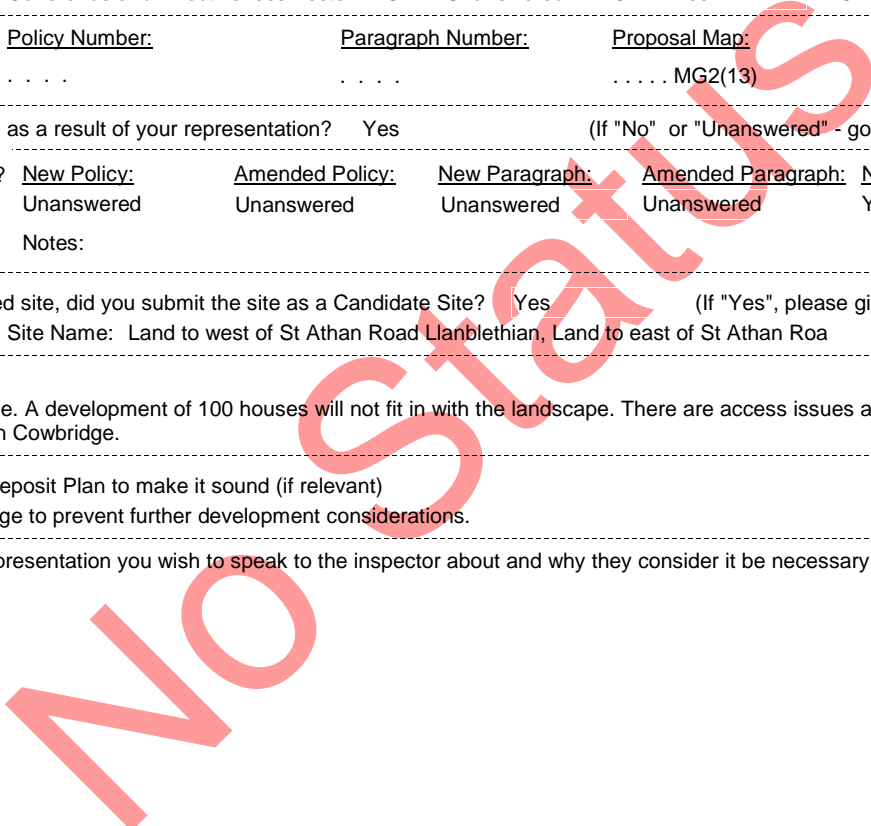 Policy Number: Paragraph Number: Proposal Map:
. . . . . . . . . . . . . MG2(13)
as a result of your representation? Yes (If "No" or "Unanswered" - go
? New Policy: Amended Policy: New Paragraph: Amended Paragraph: N
Unanswered Unanswered Unanswered Unanswered Y
Notes:
ed site, did you submit the site as a Candidate Site? Yes (If "Yes", please gi
Site Name: Land to west of St Athan Road Llanblethian, Land to east of St Athan Roa
e. A development of 100 houses will not fit in with the landscape. There are access issues a
n Cowbridge.
eposit Plan to make it sound (if relevant)
ge to prevent further development considerations.
presentation you wish to speak to the inspector about and why they consider it be necessary
No Status